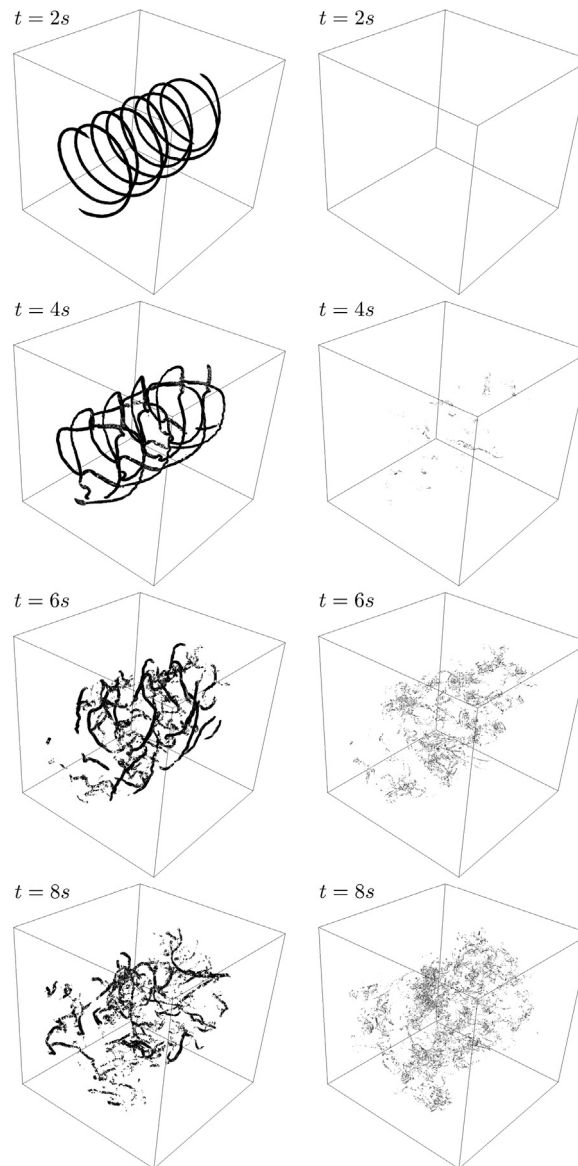 t = 2s
t = 2s
t = 4s
t = 4s
t = 6s
t = 6s
t = 8s
t = 8s